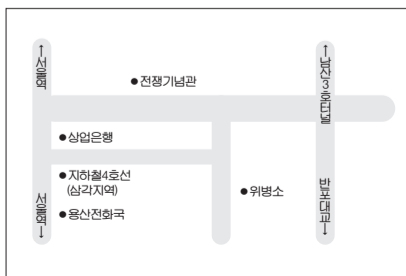 ←서울역
서울역→
●전쟁기념관
●상업은행
●지하철4호선
(삼각지역)
●용산전화국
●위병소
←남산3호터널
반포대교→